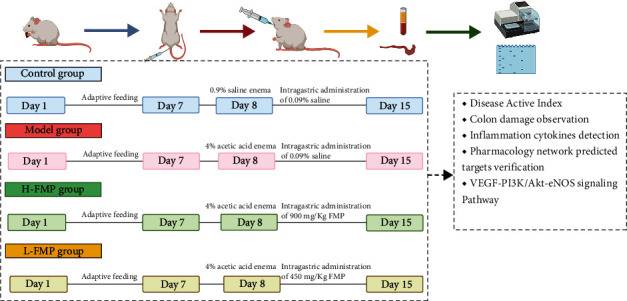 Control group
0.9% saline enema Intragastric administration
Day 1 Adaptive feeding Day 7 Day 8 of 0.09% saline Day 15
Model group
4% acetic acid enema Intragastric administration
Day 1 Adaptive feeding Day 7 Day 8 of 0.09% saline Day 15
H-FMP group
4% acetic acid enema Intragastric administration
Day 1 Adaptive feeding Day 7 Day 8 of 900 mg/Kg FMP Day 15
L-FMP group
4% acetic acid enema Intragastric administration
Day 1 Adaptive feeding Day 7 Day 8 of 450 mg/Kg FMP Day 15
◆ Disease Active Index
◆ Colon damage observation
◆ Inflammation cytokines detection
◆ Pharmacology network predicted
targets verification
◆ VEGF-PI3K/Akt-eNOS signaling
Pathway